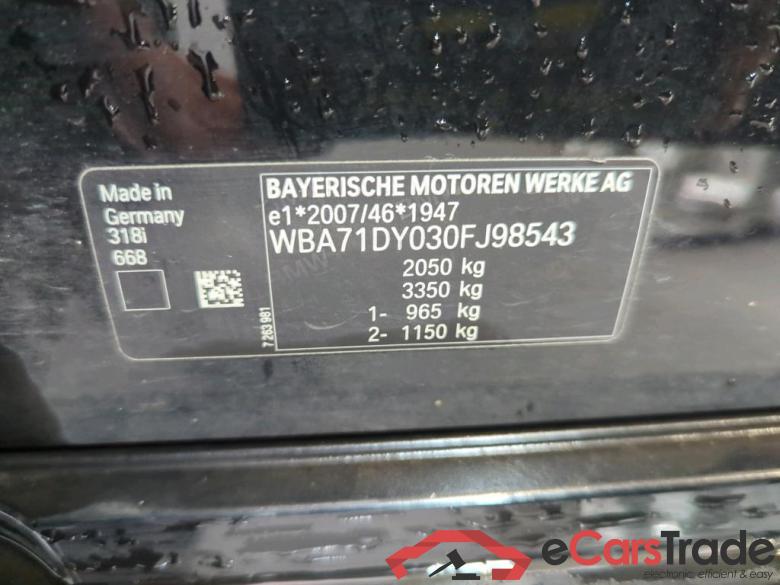 Made in
Germany
318i
668
BAYERISCHE MOTOREN WERKE AG
e1*2007/46*1947
WBA71DY030FJ98543
2050 kg
3350 kg
1- 965 kg
2- 1150 kg
7 263 981
eCarsTrade
electronic, efficient & easy